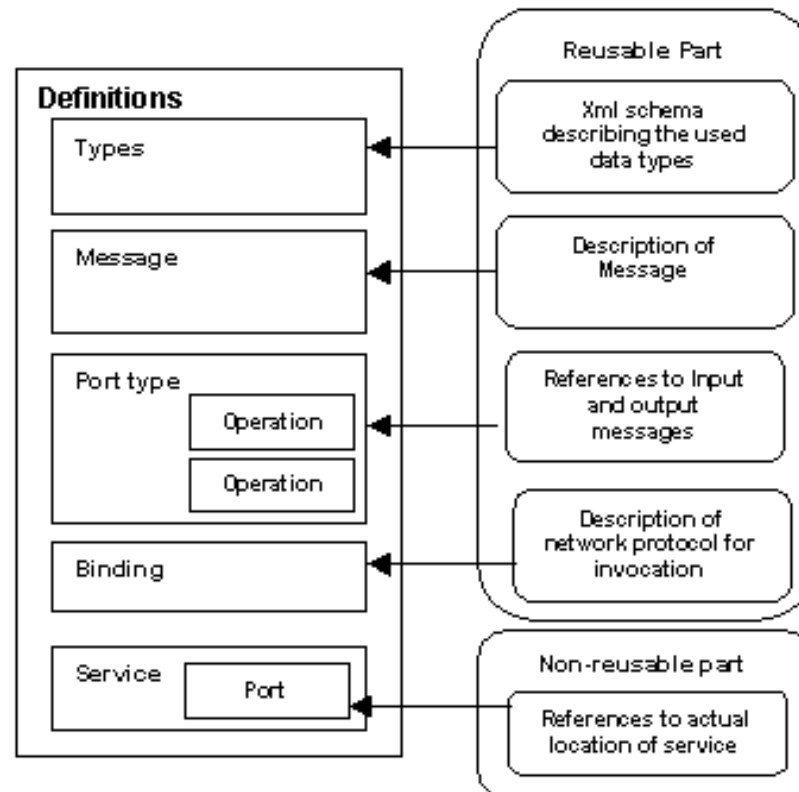 Definitions
Types
Message
Port type
Operation
Operation
Binding
Service
Port
Reusable Part
Xml schema
describing the used
data types
Description of
Message
References to Input
and output
messages
Description of
network protocol for
invocation
Non-reusable part
References to actual
location of service